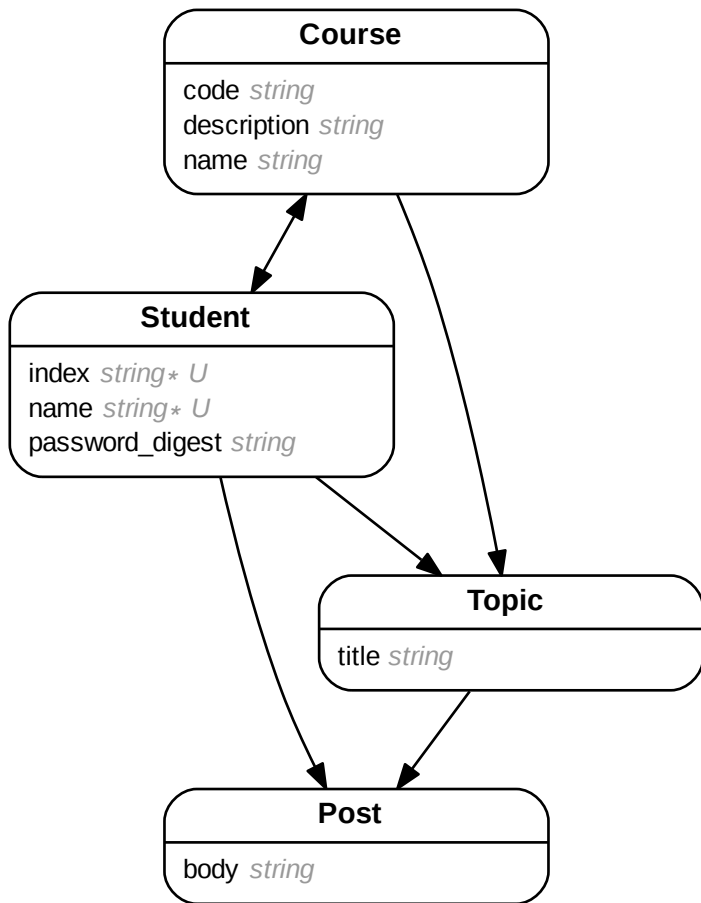 Course
code string
description string
name string
Student
index string* U
name string* U
password_digest string
Topic
title string
Post
body string